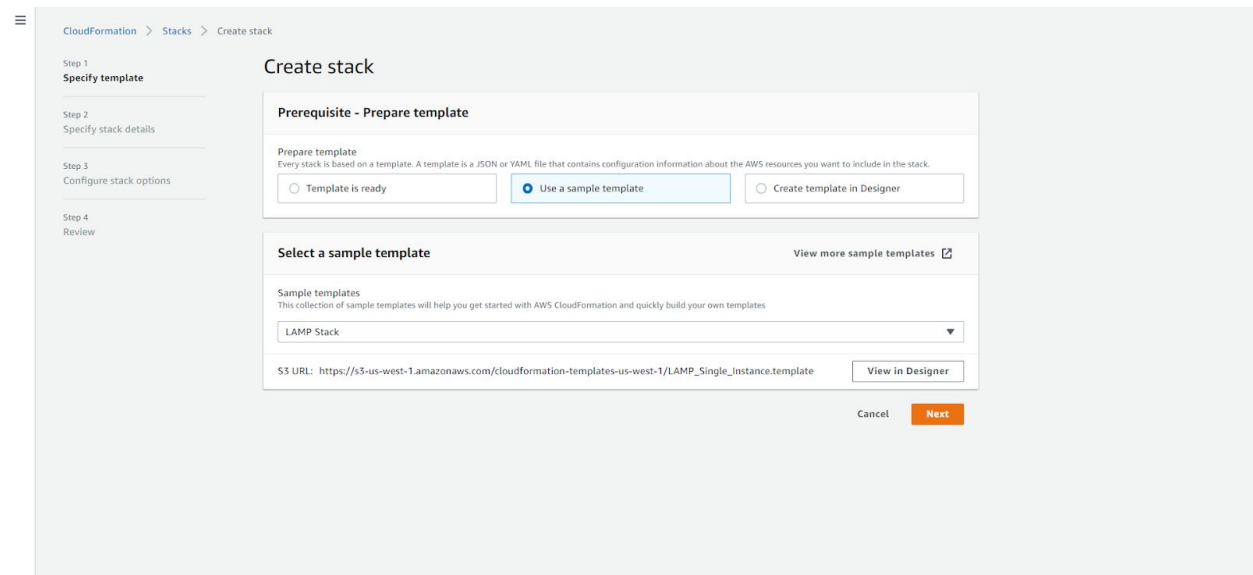 CloudFormation > Stacks > Create stack
Step 1
Specify template
Step 2
Specify stack details
Step 3
Configure stack options
Step 4
Review
Create stack
Prerequisite - Prepare template
Prepare template
Every stack is based on a template. A template is a JSON or YAML file that contains configuration information about the AWS resources you want to include in the stack.
Template is ready
Use a sample template
Create template in Designer
Select a sample template
View more sample templates
Sample templates
This collection of sample templates will help you get started with AWS CloudFormation and quickly build your own templates
LAMP Stack
S3 URL: https://s3-us-west-1.amazonaws.com/cloudformation-templates-us-west-1/LAMP_Single_Instance.template
View in Designer
Cancel
Next